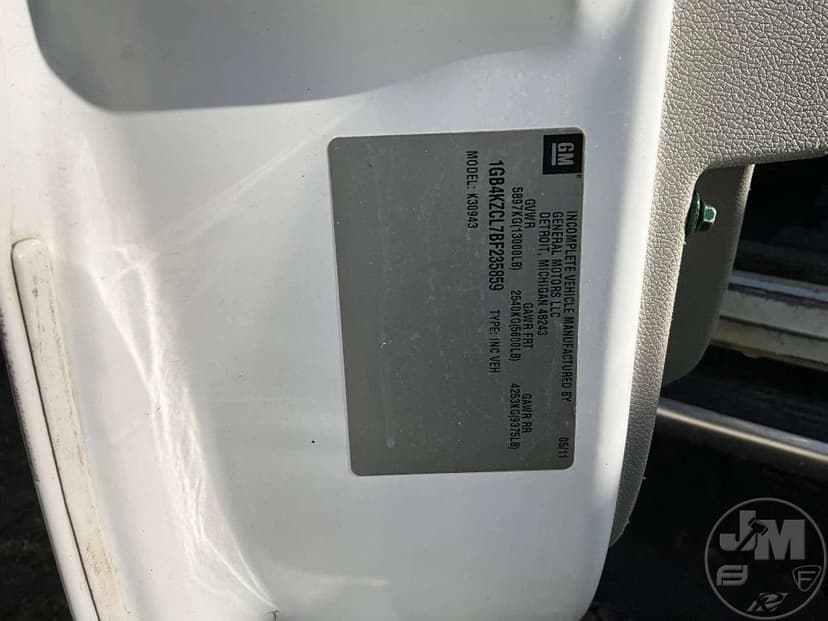 GM
INCOMPLETE VEHICLE MANUFACTURED BY
GENERAL MOTORS LLC 05/11
DETROIT, MICHIGAN 48243
GVWR GAWR FRT GAWR RR
5897KG(13000LB) 2540KG(5600LB) 4253KG(9375LB)
1GB4KZCL7BF235859 TYPE: INC VEH
MODEL: K30943
JM
F